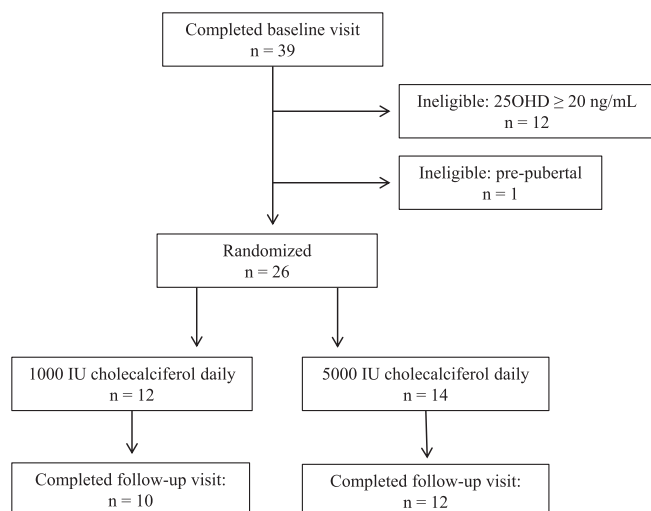 Completed baseline visit
n = 39
Ineligible: 25OHD ≥ 20 ng/mL
n = 12
Ineligible: pre-pubertal
n = 1
Randomized
n = 26
1000 IU cholecalciferol daily
n = 12
5000 IU cholecalciferol daily
n = 14
Completed follow-up visit:
n = 10
Completed follow-up visit:
n = 12